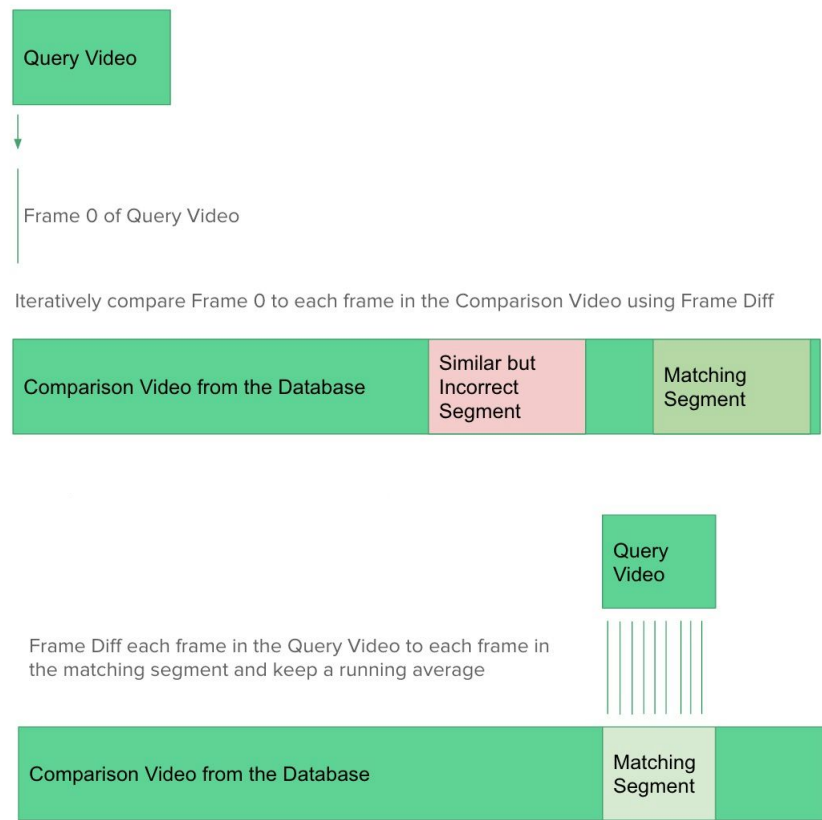 Query Video
Frame 0 of Query Video
Iteratively compare Frame 0 to each frame in the Comparison Video using Frame Diff
Comparison Video from the Database
Similar but
Incorrect
Segment
Matching
Segment
Query
Video
Frame Diff each frame in the Query Video to each frame in
the matching segment and keep a running average
Comparison Video from the Database
Matching
Segment